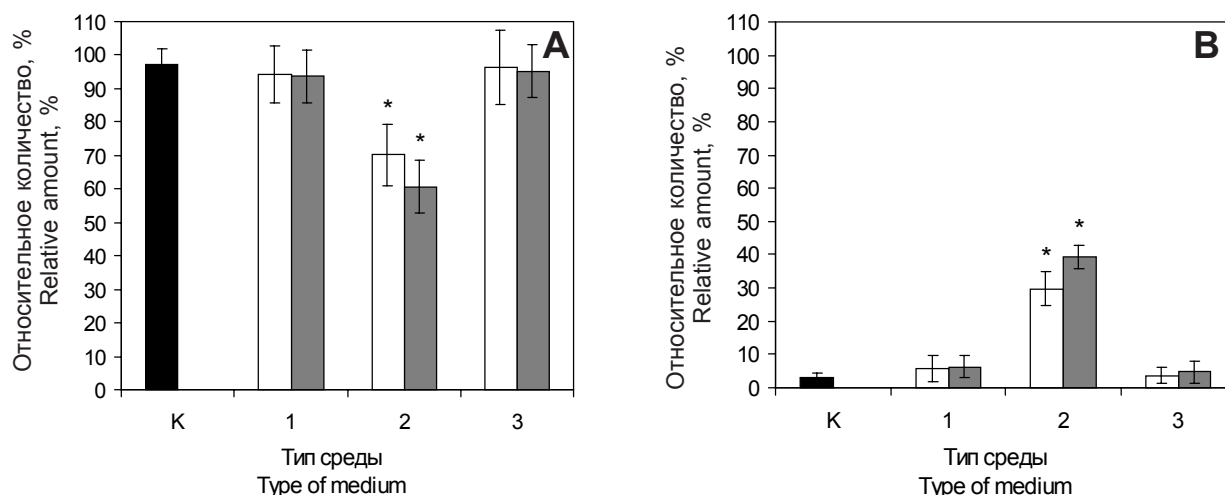 Относительное количество, %
Relative amount, %
110
100
90
80
70
60
50
40
30
20
10
0
A
*
*
K
1
2
3
Тип среды
Type of medium
Относительное количество, %
Relative amount, %
110
100
90
80
70
60
50
40
30
20
10
0
B
*
*
K
1
2
3
Тип среды
Type of medium